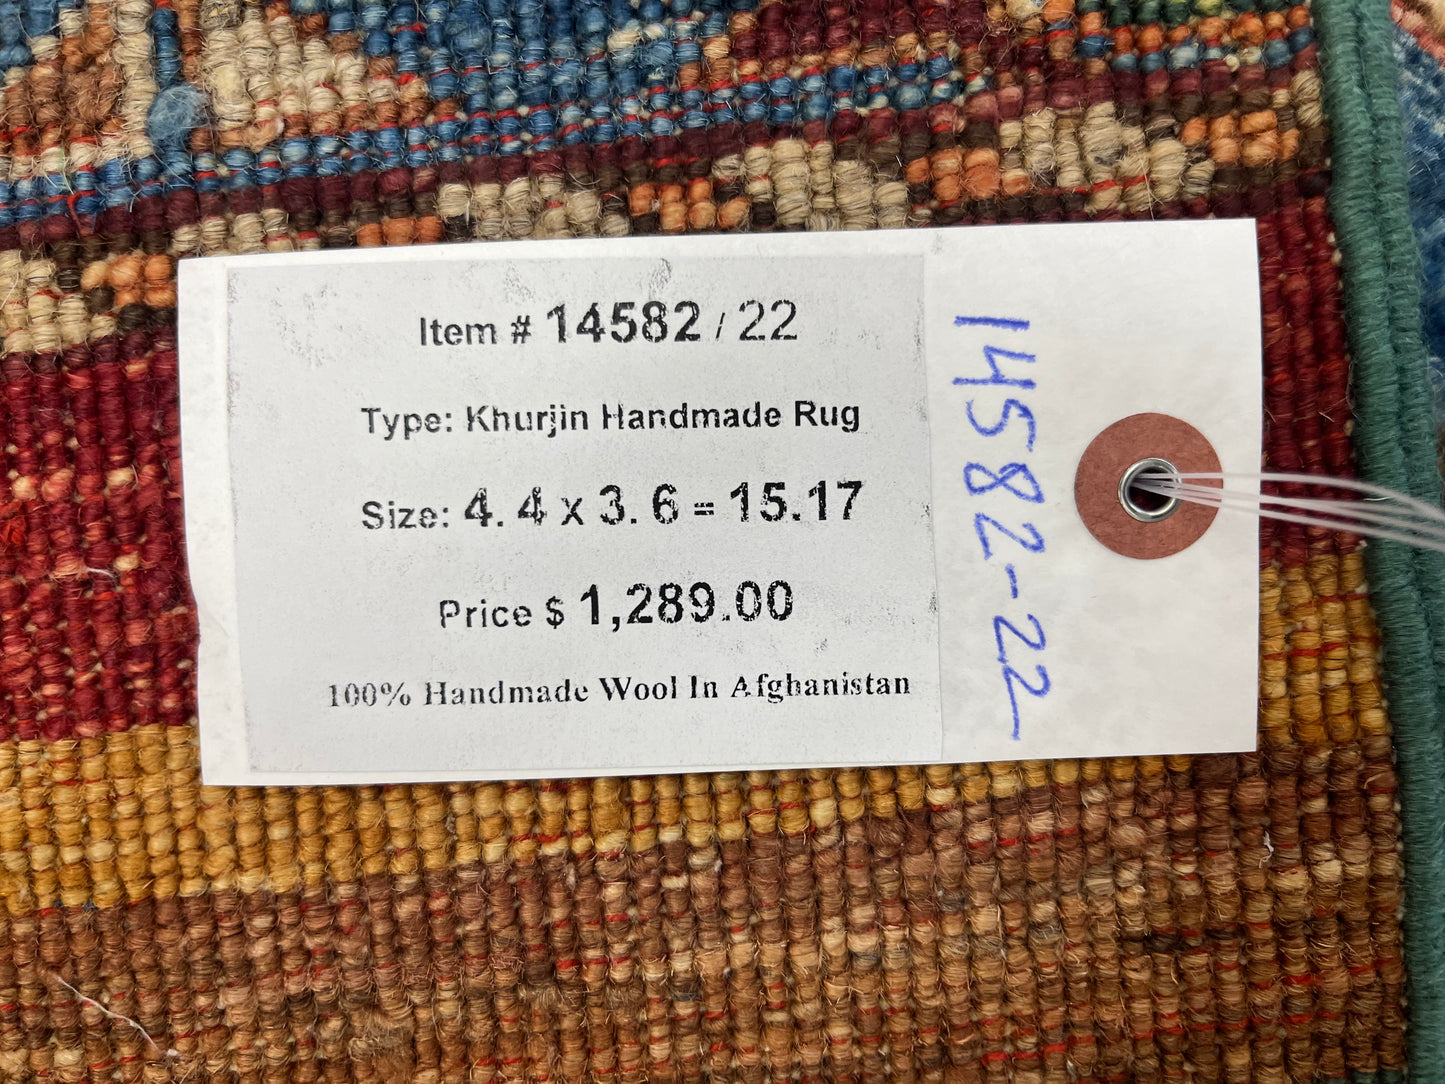 Item # 14582 / 22
Type: Khurjin Handmade Rug
Size: 4.4 x 3.6 = 15.17
Price $ 1,289.00
100% Handmade Wool In Afghanistan
14582-22